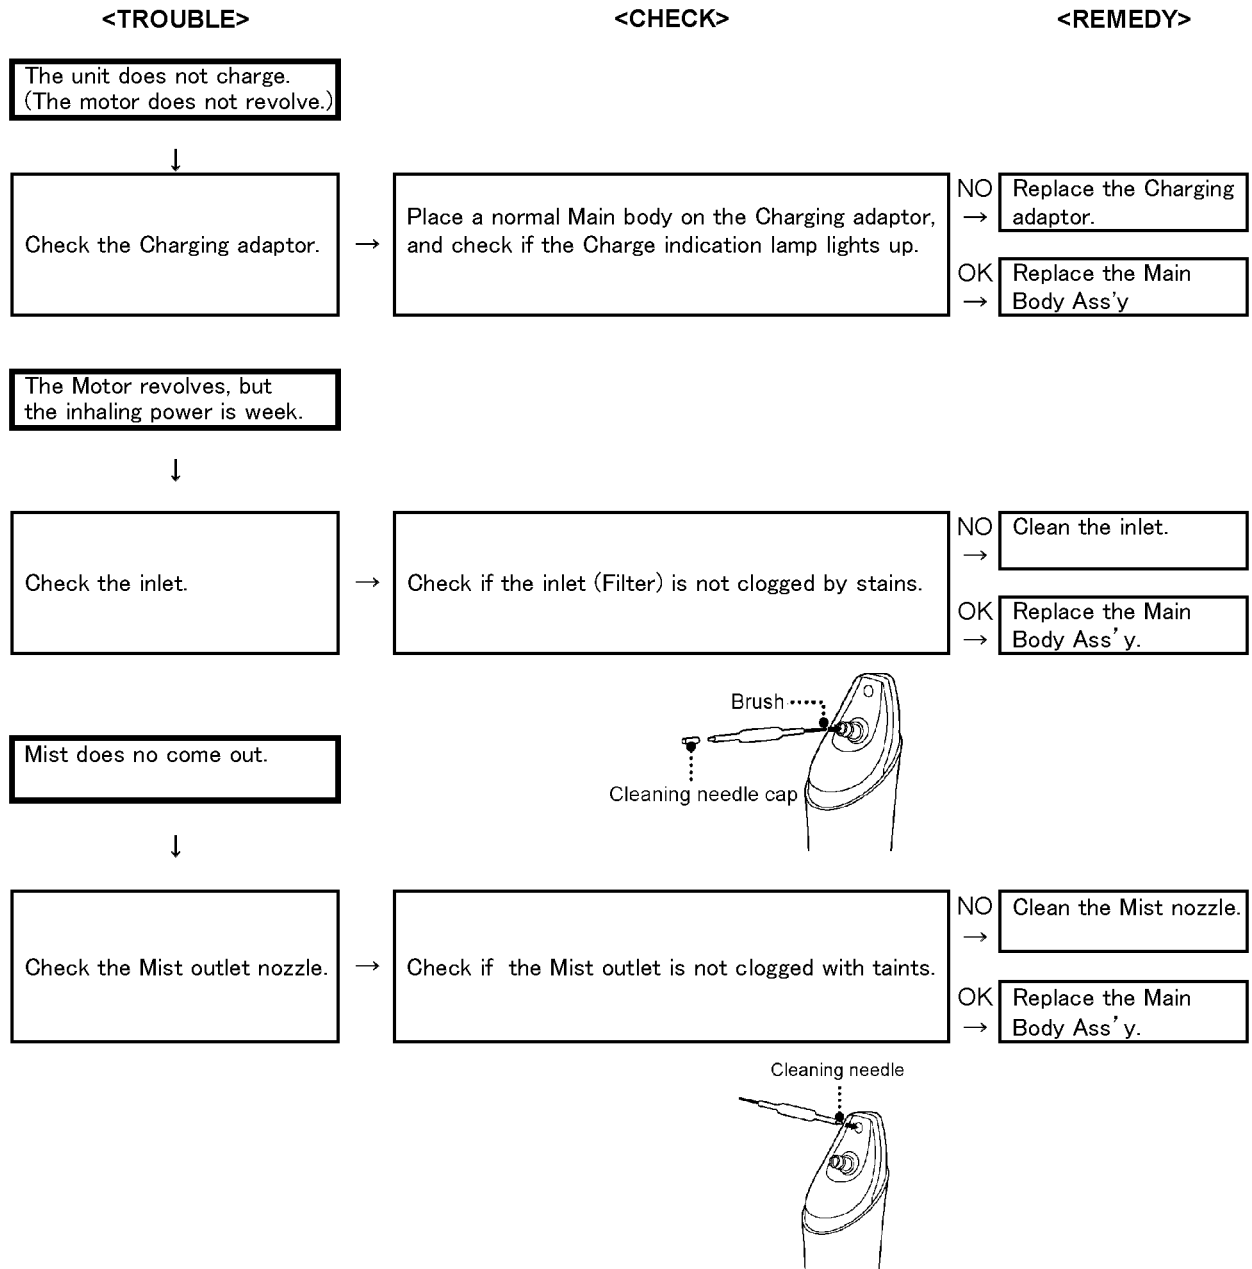 <TROUBLE>
<CHECK>
<REMEDY>
The unit does not charge.
(The motor does not revolve.)
↓
Check the Charging adaptor.
→
Place a normal Main body on the Charging adaptor,
and check if the Charge indication lamp lights up.
NO
→
Replace the Charging
adaptor.
OK
→
Replace the Main
Body Ass'y
The Motor revolves, but
the inhaling power is week.
↓
Check the inlet.
→
Check if the inlet (Filter) is not clogged by stains.
NO
→
Clean the inlet.
OK
→
Replace the Main
Body Ass’y.
Brush
Cleaning needle cap
Mist does no come out.
↓
Check the Mist outlet nozzle.
→
Check if  the Mist outlet is not clogged with taints.
NO
→
Clean the Mist nozzle.
OK
→
Replace the Main
Body Ass’y.
Cleaning needle